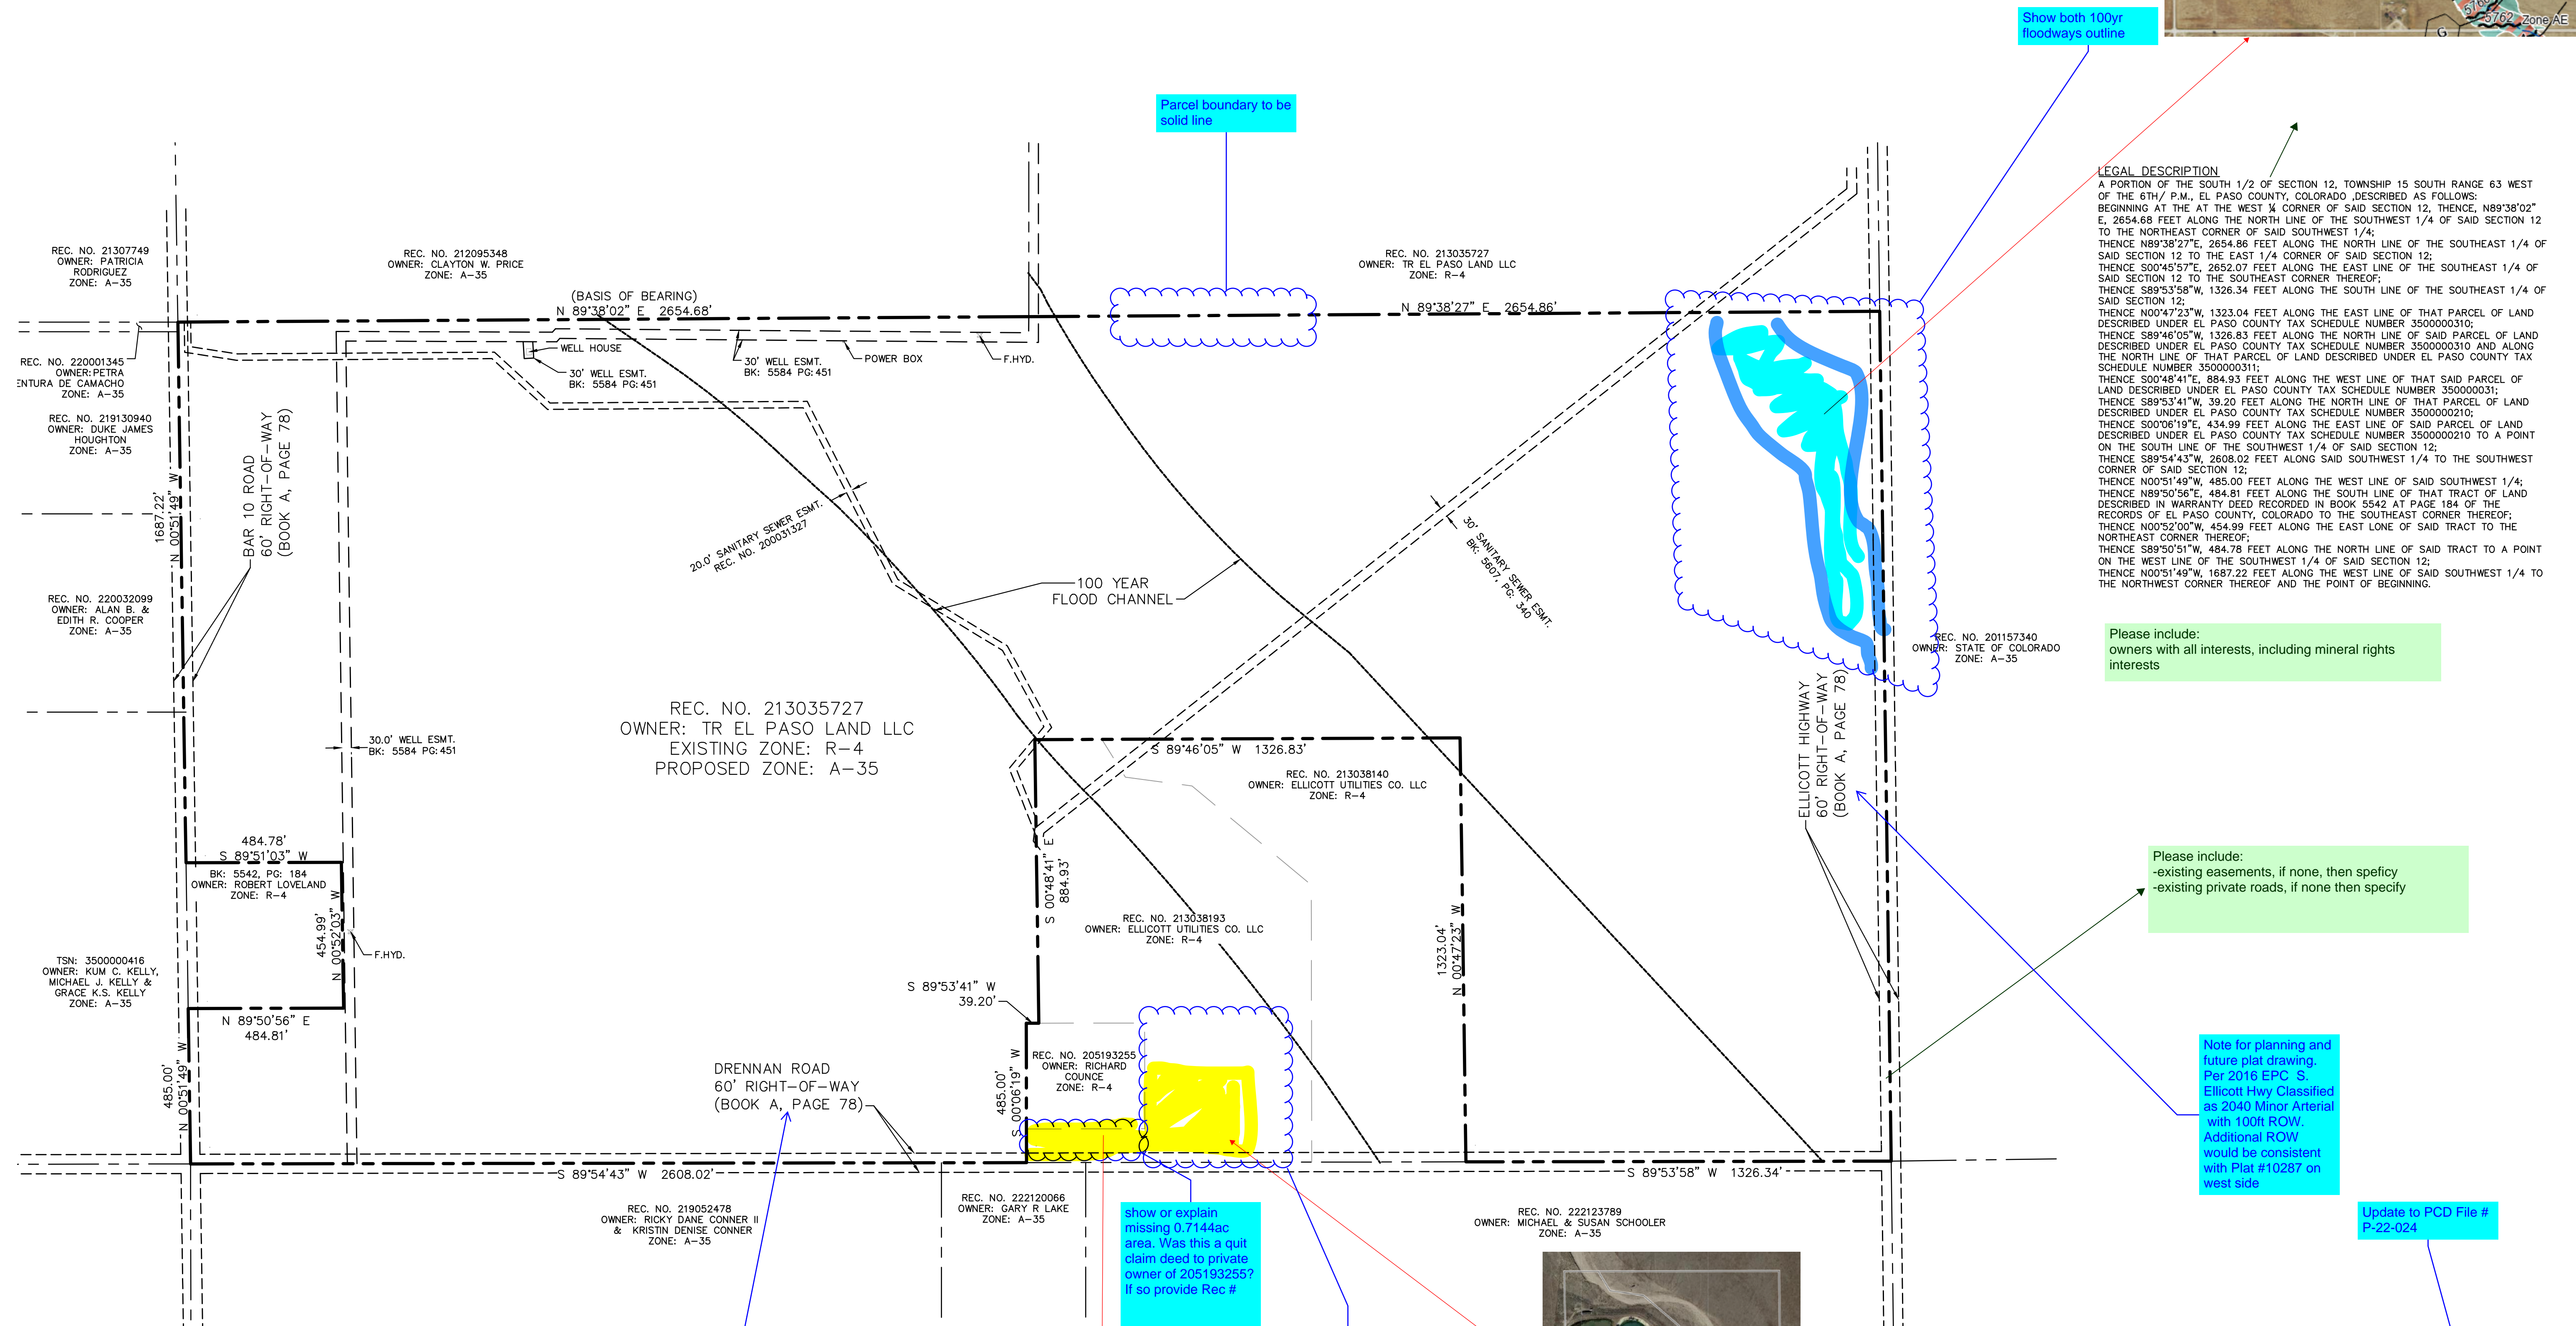 Show both 100yr
floodways outline
5760
5762
Zone AE
G
Parcel boundary to be
solid line
LEGAL DESCRIPTION
A PORTION OF THE SOUTH 1/2 OF SECTION 12, TOWNSHIP 15 SOUTH RANGE 63 WEST
OF THE 6TH/ P.M., EL PASO COUNTY, COLORADO ,DESCRIBED AS FOLLOWS:
BEGINNING AT THE AT THE WEST ¼ CORNER OF SAID SECTION 12, THENCE, N89°38'02"
E, 2654.68 FEET ALONG THE NORTH LINE OF THE SOUTHWEST 1/4 OF SAID SECTION 12
TO THE NORTHEAST CORNER OF SAID SOUTHWEST 1/4;
THENCE N89°38'27"E, 2654.86 FEET ALONG THE NORTH LINE OF THE SOUTHEAST 1/4 OF
SAID SECTION 12 TO THE EAST 1/4 CORNER OF SAID SECTION 12;
THENCE S00°45'57"E, 2652.07 FEET ALONG THE EAST LINE OF THE SOUTHEAST 1/4 OF
SAID SECTION 12 TO THE SOUTHEAST CORNER THEREOF;
THENCE S89°53'58"W, 1326.34 FEET ALONG THE SOUTH LINE OF THE SOUTHEAST 1/4 OF
SAID SECTION 12;
THENCE N00°47'23"W, 1323.04 FEET ALONG THE EAST LINE OF THAT PARCEL OF LAND
DESCRIBED UNDER EL PASO COUNTY TAX SCHEDULE NUMBER 3500000310;
THENCE S89°46'05"W, 1326.83 FEET ALONG THE NORTH LINE OF SAID PARCEL OF LAND
DESCRIBED UNDER EL PASO COUNTY TAX SCHEDULE NUMBER 3500000310 AND ALONG
THE NORTH LINE OF THAT PARCEL OF LAND DESCRIBED UNDER EL PASO COUNTY TAX
SCHEDULE NUMBER 3500000311;
THENCE S00°48'41"E, 884.93 FEET ALONG THE WEST LINE OF THAT SAID PARCEL OF
LAND DESCRIBED UNDER EL PASO COUNTY TAX SCHEDULE NUMBER 350000031;
THENCE S89°53'41"W, 39.20 FEET ALONG THE NORTH LINE OF THAT PARCEL OF LAND
DESCRIBED UNDER EL PASO COUNTY TAX SCHEDULE NUMBER 3500000210;
THENCE S00°06'19"E, 434.99 FEET ALONG THE EAST LINE OF SAID PARCEL OF LAND
DESCRIBED UNDER EL PASO COUNTY TAX SCHEDULE NUMBER 3500000210 TO A POINT
ON THE SOUTH LINE OF THE SOUTHWEST 1/4 OF SAID SECTION 12;
THENCE S89°54'43"W, 2608.02 FEET ALONG SAID SOUTHWEST 1/4 TO THE SOUTHWEST
CORNER OF SAID SECTION 12;
THENCE N00°51'49"W, 485.00 FEET ALONG THE WEST LINE OF SAID SOUTHWEST 1/4;
THENCE N89°50'56"E, 484.81 FEET ALONG THE SOUTH LINE OF THAT TRACT OF LAND
DESCRIBED IN WARRANTY DEED RECORDED IN BOOK 5542 AT PAGE 184 OF THE
RECORDS OF EL PASO COUNTY, COLORADO TO THE SOUTHEAST CORNER THEREOF;
THENCE N00°52'00"W, 454.99 FEET ALONG THE EAST LONE OF SAID TRACT TO THE
NORTHEAST CORNER THEREOF;
THENCE S89°50'51"W, 484.78 FEET ALONG THE NORTH LINE OF SAID TRACT TO A POINT
ON THE WEST LINE OF THE SOUTHWEST 1/4 OF SAID SECTION 12;
THENCE N00°51'49"W, 1687.22 FEET ALONG THE WEST LINE OF SAID SOUTHWEST 1/4 TO
THE NORTHWEST CORNER THEREOF AND THE POINT OF BEGINNING.
REC. NO. 21307749
OWNER: PATRICIA
RODRIGUEZ
ZONE: A-35
REC. NO. 212095348
OWNER: CLAYTON W. PRICE
ZONE: A-35
REC. NO. 213035727
OWNER: TR EL PASO LAND LLC
ZONE: R-4
(BASIS OF BEARING)
N 89°38'02" E 2654.68'
N 89°38'27" E 2654.86'
REC. NO. 220001345
OWNER:PETRA
ENTURA DE CAMACHO
ZONE: A-35
WELL HOUSE
30' WELL ESMT.
BK: 5584 PG:451
30' WELL ESMT.
BK: 5584 PG:451
POWER BOX
F.HYD.
REC. NO. 219130940
OWNER: DUKE JAMES
HOUGHTON
ZONE: A-35
1687.22'
N 00°51'49" W
BAR 10 ROAD
60' RIGHT-OF-WAY
(BOOK A, PAGE 78)
20.0' SANITARY SEWER ESMT.
REC. NO. 200031327
30' SANITARY SEWER ESMT.
BK: 5607, PG: 340
100 YEAR
FLOOD CHANNEL
REC. NO. 220032099
OWNER: ALAN B. &
EDITH R. COOPER
ZONE: A-35
REC. NO. 201157340
OWNER: STATE OF COLORADO
ZONE: A-35
Please include:
owners with all interests, including mineral rights
interests
ELLICOTT HIGHWAY
60' RIGHT-OF-WAY
(BOOK A, PAGE 78)
REC. NO. 213035727
OWNER: TR EL PASO LAND LLC
EXISTING ZONE: R-4
PROPOSED ZONE: A-35
30.0' WELL ESMT.
BK: 5584 PG:451
S 89°46'05" W 1326.83'
REC. NO. 213038140
OWNER: ELLICOTT UTILITIES CO. LLC
ZONE: R-4
484.78'
S 89°51'03" W
BK: 5542, PG: 184
OWNER: ROBERT LOVELAND
ZONE: R-4
454.99'
N 00°52'03" W
F.HYD.
S 00°48'41" E
884.93'
REC. NO. 213038193
OWNER: ELLICOTT UTILITIES CO. LLC
ZONE: R-4
1323.04'
N 00°47'23" W
Please include:
-existing easements, if none, then speficy
-existing private roads, if none then specify
TSN: 3500000416
OWNER: KUM C. KELLY,
MICHAEL J. KELLY &
GRACE K.S. KELLY
ZONE: A-35
N 89°50'56" E
484.81'
S 89°53'41" W
39.20'
485.00'
N 00°51'49" W
DRENNAN ROAD
60' RIGHT-OF-WAY
(BOOK A, PAGE 78)
485.00'
S 00°06'19" W
REC. NO. 205193255
OWNER: RICHARD
COUNCE
ZONE: R-4
Note for planning and
future plat drawing.
Per 2016 EPC S.
Ellicott Hwy Classified
as 2040 Minor Arterial
with 100ft ROW.
Additional ROW
would be consistent
with Plat #10287 on
west side
S 89°54'43" W 2608.02'
S 89°53'58" W 1326.34'
REC. NO. 219052478
OWNER: RICKY DANE CONNER II
& KRISTIN DENISE CONNER
ZONE: A-35
REC. NO. 222120066
OWNER: GARY R LAKE
ZONE: A-35
show or explain
missing 0.7144ac
area. Was this a quit
claim deed to private
owner of 205193255?
If so provide Rec #
REC. NO. 222123789
OWNER: MICHAEL & SUSAN SCHOOLER
ZONE: A-35
Update to PCD File #
P-22-024